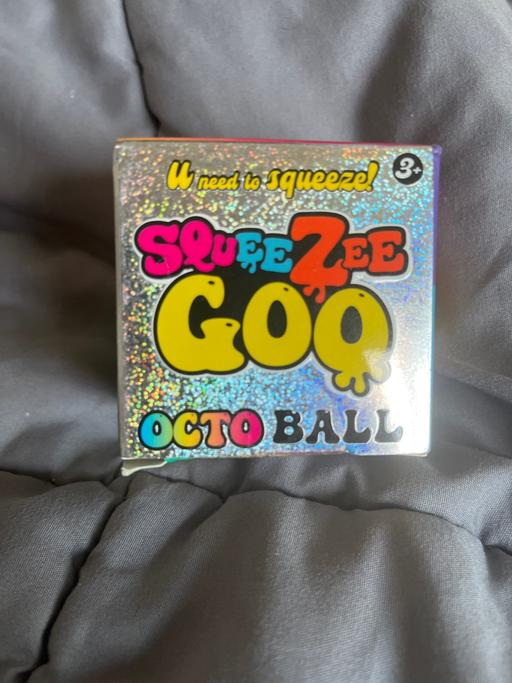 U need to squeeze!
3+
SQUEEZEE
GOO
OCTO BALL